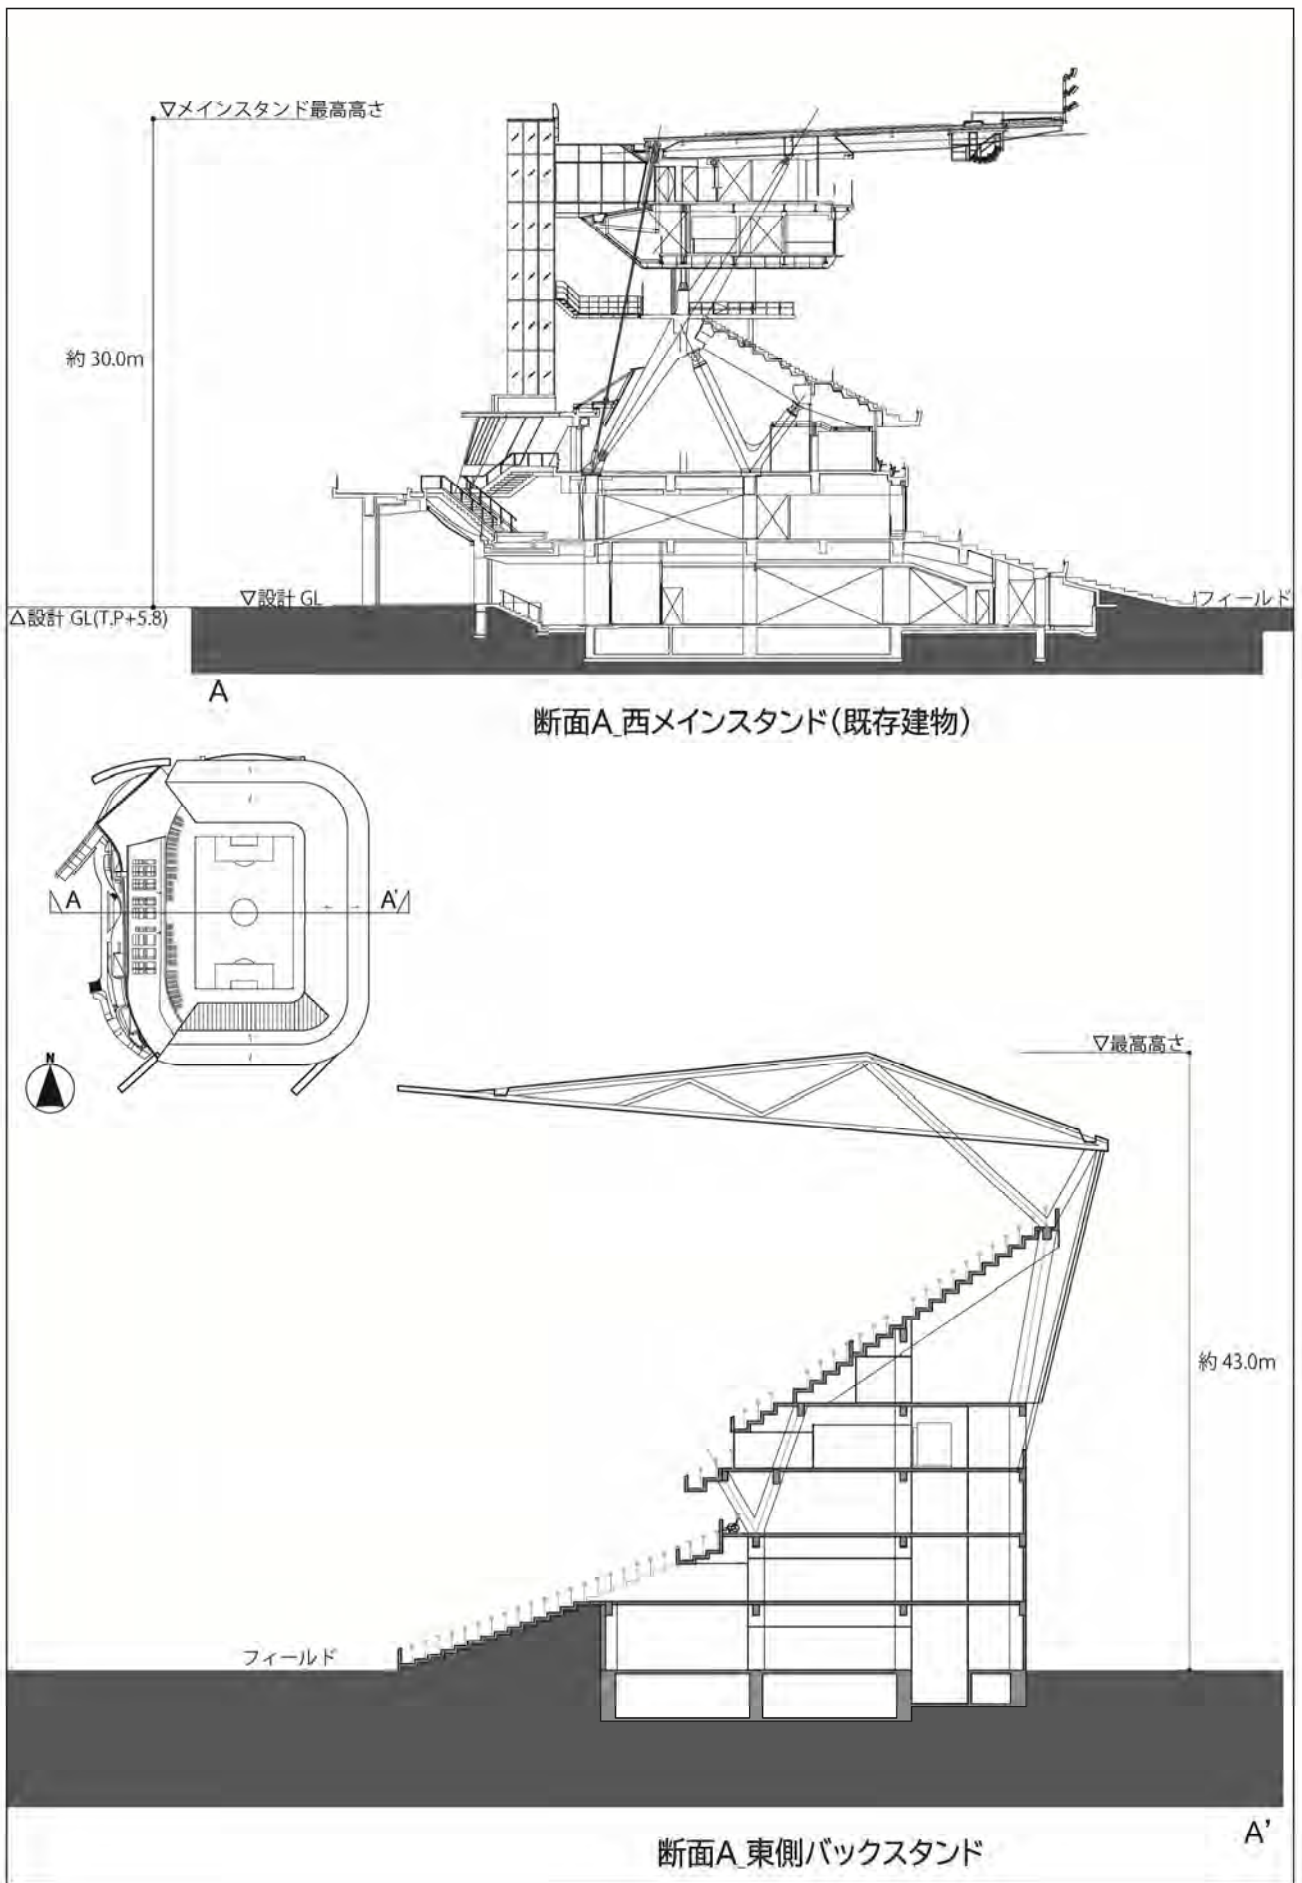 ▽メインスタンド最高高さ
約 30.0m
▽設計 GL
フィールド
△設計 GL(T.P+5.8)
A
断面A_西メインスタンド(既存建物)
A
A'
N
▽最高高さ
約 43.0m
フィールド
A'
断面A_東側バックスタンド